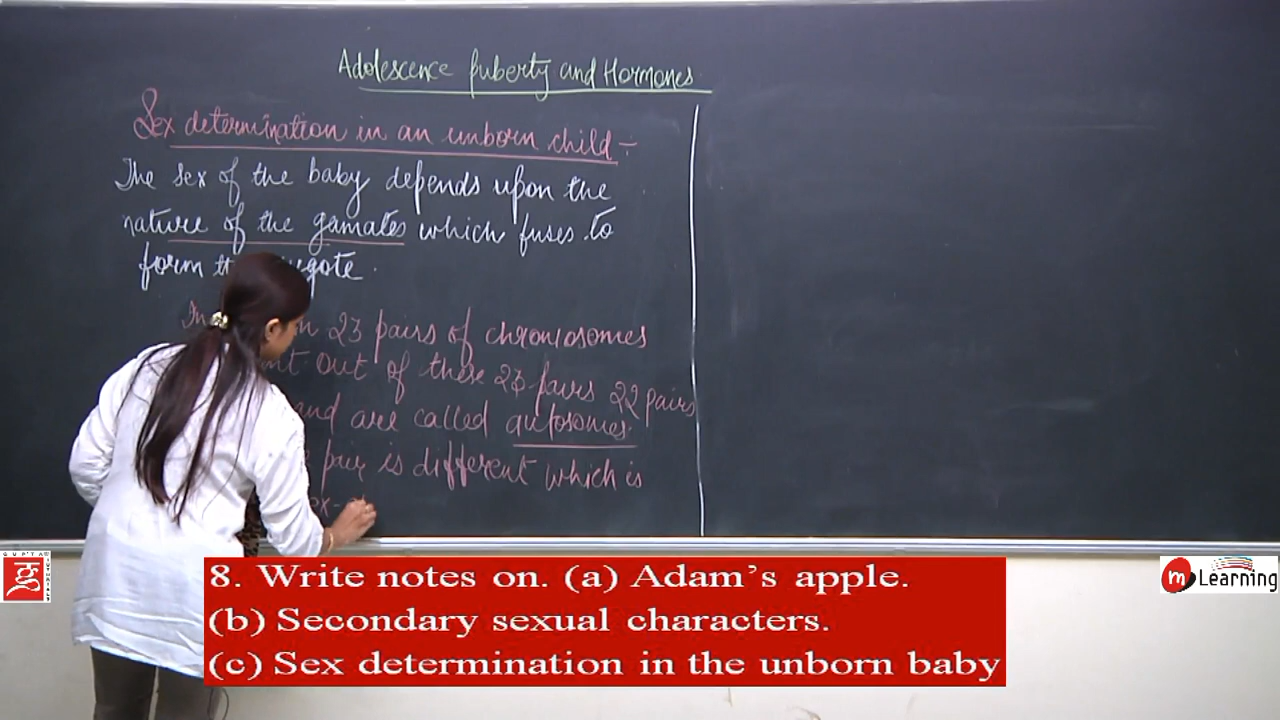 Adolescence puberty and Hormones
Sex determination in an unborn child :-
The sex of the baby depends upon the
nature of the gamates which fuses to
form zygote.
In 23 pairs of chromosomes
out of these 23 pairs 22 pairs
and are called autosomes.
pair is different which is
GUPTA
m Learning
8. Write notes on. (a) Adam's apple.
(b) Secondary sexual characters.
(c) Sex determination in the unborn baby